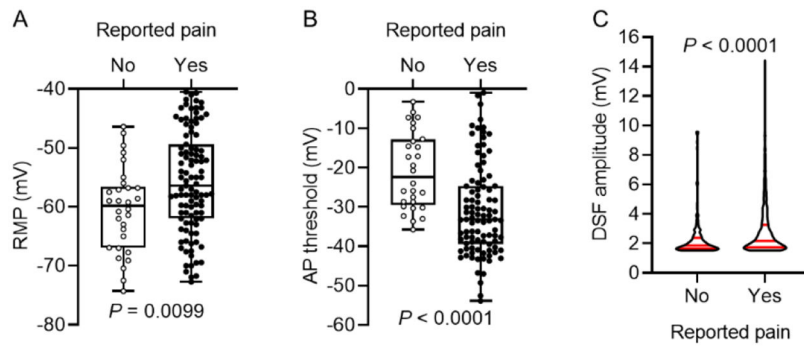 A
Reported pain
No Yes
-40
-50
-60
-70
-80
RMP (mV)
P = 0.0099
B
Reported pain
No Yes
0
-10
-20
-30
-40
-50
-60
AP threshold (mV)
P < 0.0001
C
P < 0.0001
16
14
12
10
8
6
4
2
0
DSF amplitude (mV)
No Yes
Reported pain